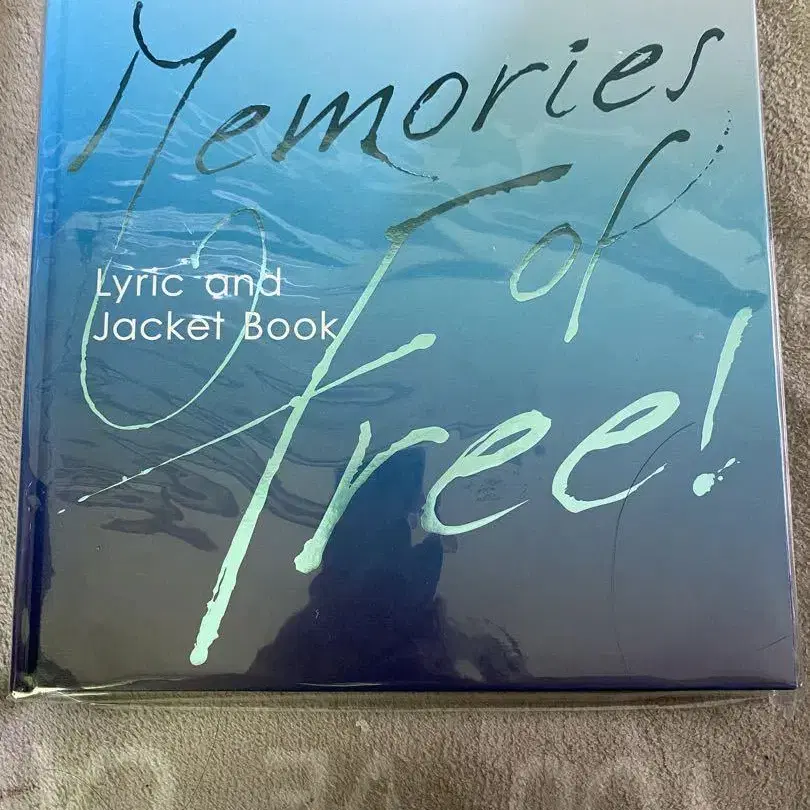 Memories
of
Free!
Lyric and
Jacket Book